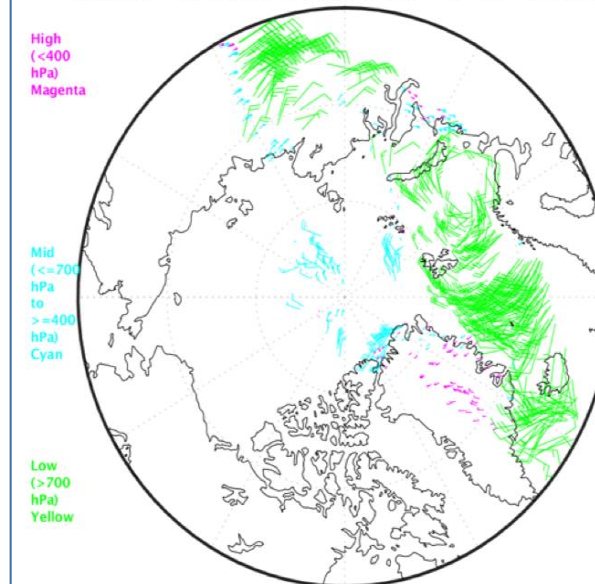 High
(<400
hPa)
Magenta
Mid
(<=700
hPa
to
>=400
hPa)
Cyan
Low
(>700
hPa)
Yellow